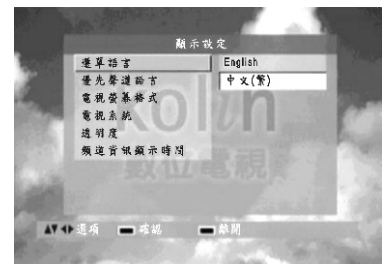 顯示設定
選單語言 English
優先聲道語言 中文(繁)
電視螢幕格式
電視系統
透明度
頻道資訊顯示時間
kolin
數位電視
▲▼◀▶選項 確認 離開